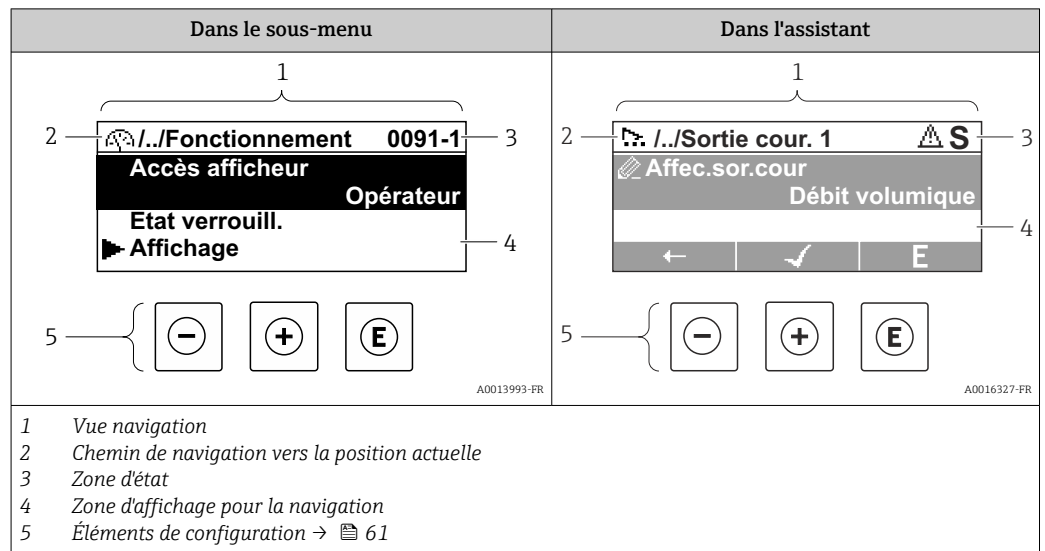 Dans le sous-menu
Dans l'assistant
1
2
/../Fonctionnement 0091-1
3
Accès afficheur
Opérateur
Etat verrouill.
Affichage
4
5
- + E
A0013993-FR
1
2
/../Sortie cour. 1 S
3
Affec.sor.cour
Débit volumique
4
← ✓ E
5
- + E
A0016327-FR
1 Vue navigation
2 Chemin de navigation vers la position actuelle
3 Zone d'état
4 Zone d'affichage pour la navigation
5 Éléments de configuration → 61